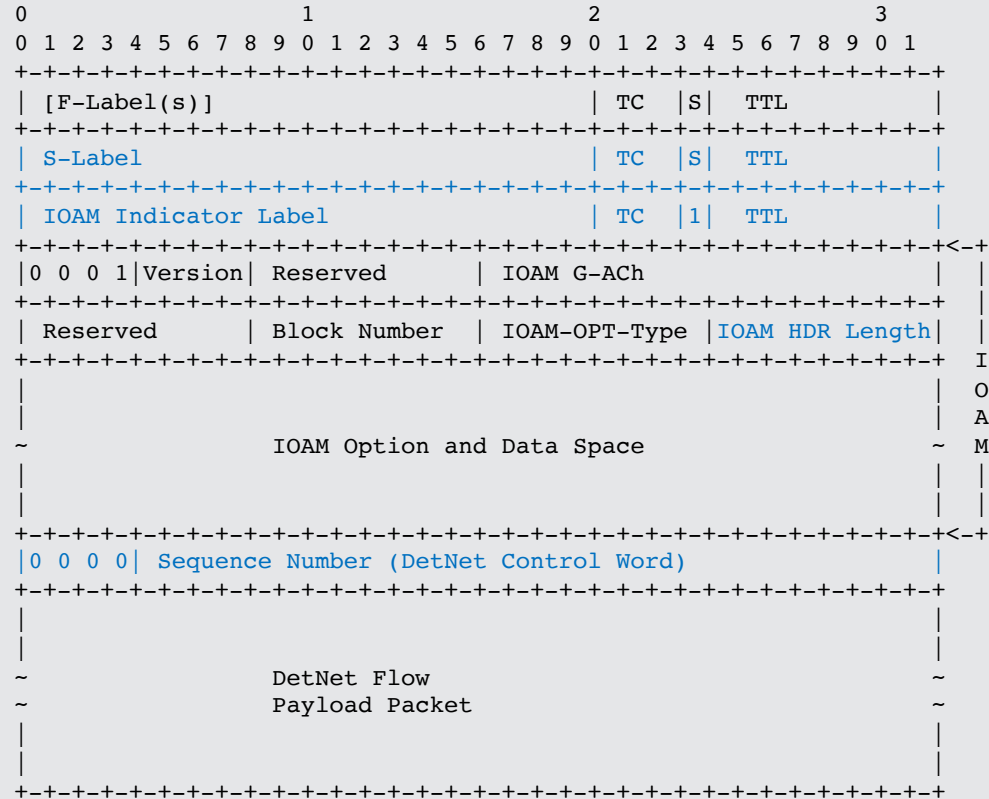 0                   1                   2                   3
0 1 2 3 4 5 6 7 8 9 0 1 2 3 4 5 6 7 8 9 0 1 2 3 4 5 6 7 8 9 0 1
+-+-+-+-+-+-+-+-+-+-+-+-+-+-+-+-+-+-+-+-+-+-+-+-+-+-+-+-+-+-+-+-+
| [F-Label(s)]                          | TC  |S|  TTL          |
+-+-+-+-+-+-+-+-+-+-+-+-+-+-+-+-+-+-+-+-+-+-+-+-+-+-+-+-+-+-+-+-+
| S-Label                               | TC  |S|  TTL          |
+-+-+-+-+-+-+-+-+-+-+-+-+-+-+-+-+-+-+-+-+-+-+-+-+-+-+-+-+-+-+-+-+
| IOAM Indicator Label                  | TC  |1|  TTL          |
+-+-+-+-+-+-+-+-+-+-+-+-+-+-+-+-+-+-+-+-+-+-+-+-+-+-+-+-+-+-+-+-+<-+
|0 0 0 1|Version| Reserved      | IOAM G-ACh                    |  |
+-+-+-+-+-+-+-+-+-+-+-+-+-+-+-+-+-+-+-+-+-+-+-+-+-+-+-+-+-+-+-+-+  |
| Reserved      | Block Number  | IOAM-OPT-Type |IOAM HDR Length|  |
+-+-+-+-+-+-+-+-+-+-+-+-+-+-+-+-+-+-+-+-+-+-+-+-+-+-+-+-+-+-+-+-+  I
|                                                               |  O
|                                                               |  A
~                 IOAM Option and Data Space                    ~  M
|                                                               |  |
|                                                               |  |
+-+-+-+-+-+-+-+-+-+-+-+-+-+-+-+-+-+-+-+-+-+-+-+-+-+-+-+-+-+-+-+-+<-+
|0 0 0 0| Sequence Number (DetNet Control Word)                 |
+-+-+-+-+-+-+-+-+-+-+-+-+-+-+-+-+-+-+-+-+-+-+-+-+-+-+-+-+-+-+-+-+
|                                                               |
|                                                               |
~                 DetNet Flow                                   ~
~                 Payload Packet                                ~
|                                                               |
|                                                               |
+-+-+-+-+-+-+-+-+-+-+-+-+-+-+-+-+-+-+-+-+-+-+-+-+-+-+-+-+-+-+-+-+